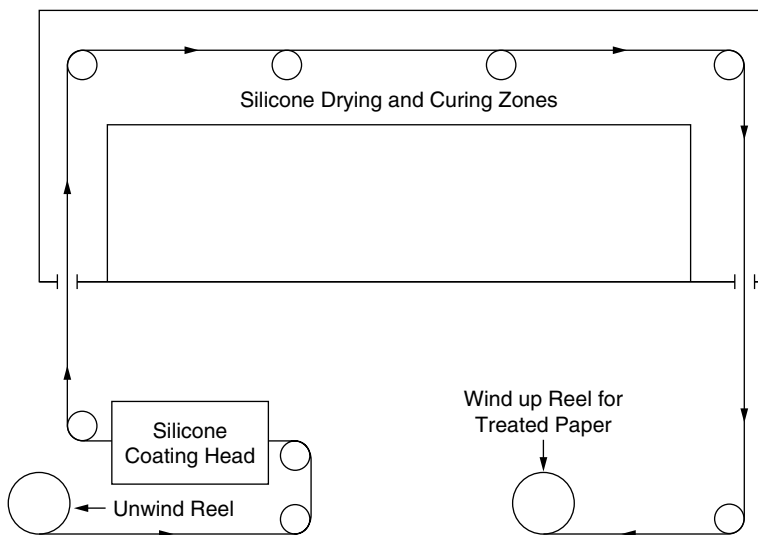 Silicone Drying and Curing Zones
Wind up Reel for
Treated Paper
Silicone
Coating Head
Unwind Reel